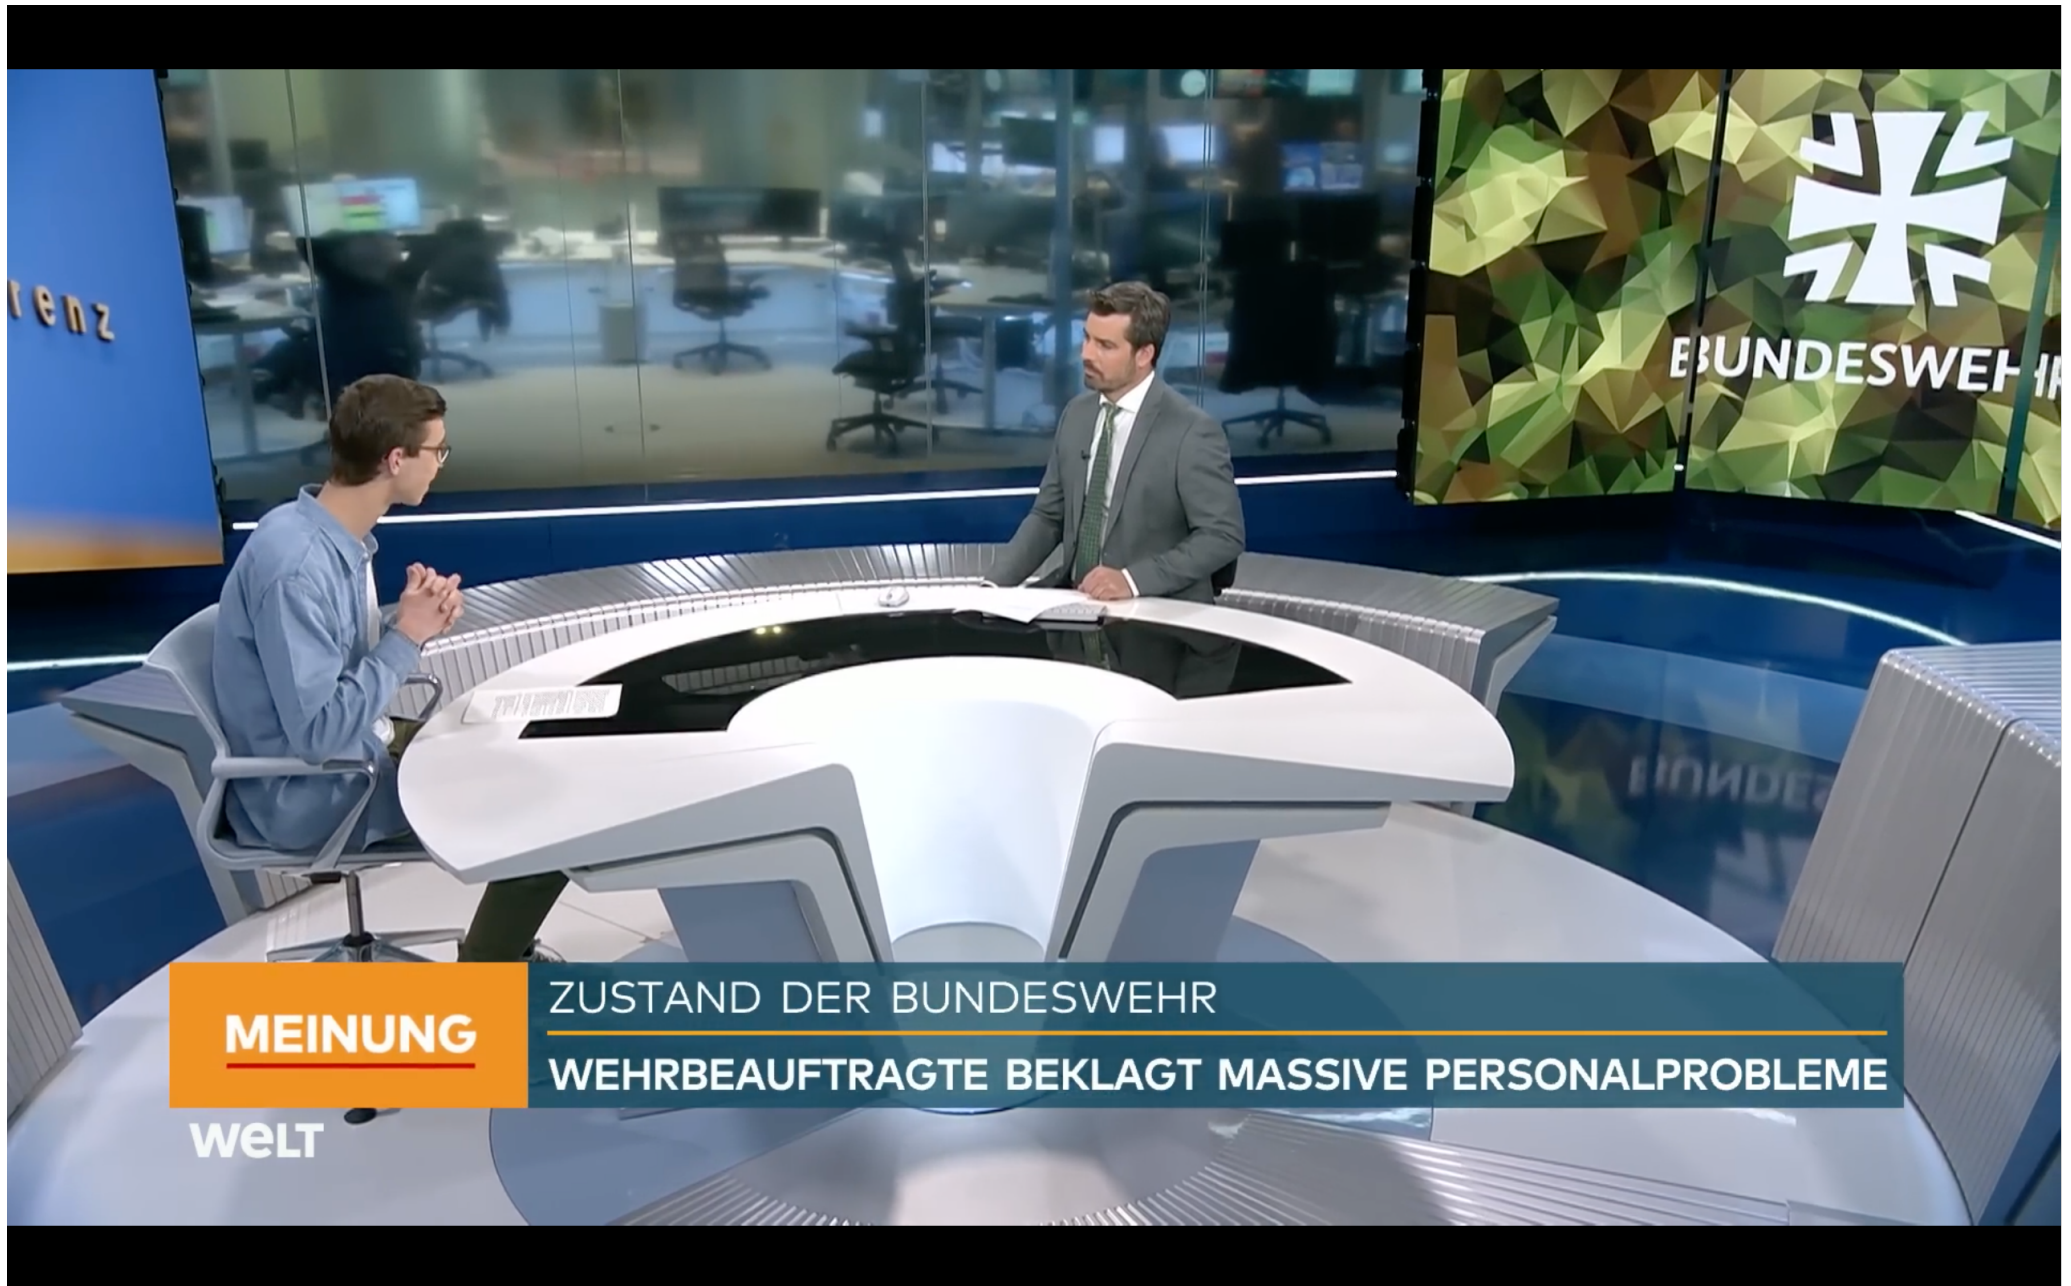 renz
BUNDESWEHR
MEINUNG
ZUSTAND DER BUNDESWEHR
WEHRBEAUFTRAGTE BEKLAGT MASSIVE PERSONALPROBLEME
WELT